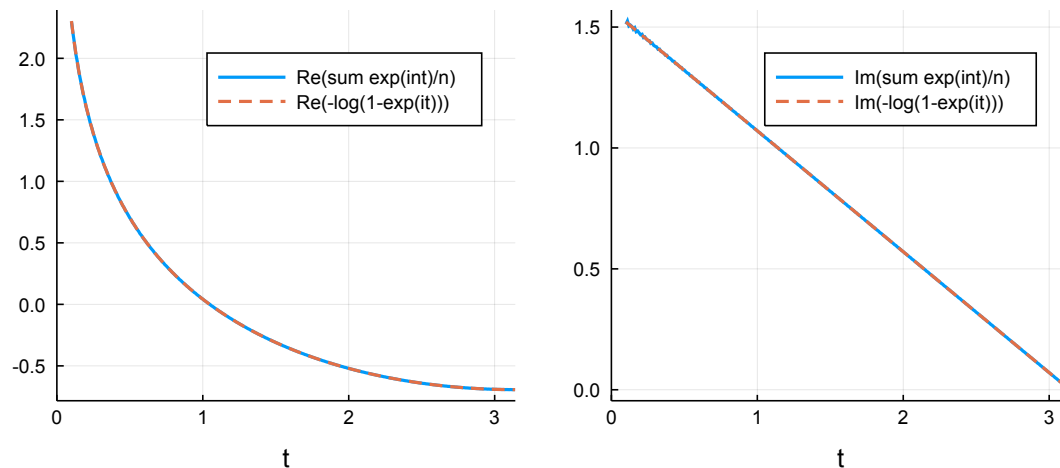 2.0
1.5
1.0
0.5
0.0
-0.5
0 1 2 3
t
Re(sum exp(int)/n)
Re(-log(1-exp(it)))
1.5
1.0
0.5
0.0
0 1 2 3
t
Im(sum exp(int)/n)
Im(-log(1-exp(it)))